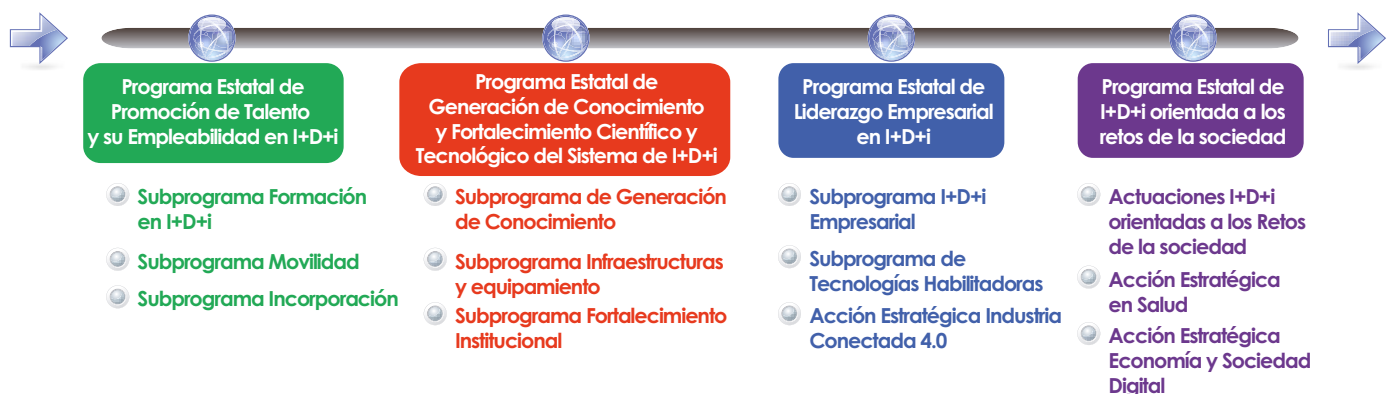 Programa Estatal de
Promoción de Talento
y su Empleabilidad en I+D+i
Subprograma Formación
en I+D+i
Subprograma Movilidad
Subprograma Incorporación
Programa Estatal de
Generación de Conocimiento
y Fortalecimiento Científico y
Tecnológico del Sistema de I+D+i
Subprograma de Generación
de Conocimiento
Subprograma Infraestructuras
y equipamiento
Subprograma Fortalecimiento
Institucional
Programa Estatal de
Liderazgo Empresarial
en I+D+i
Subprograma I+D+i
Empresarial
Subprograma de
Tecnologías Habilitadoras
Acción Estratégica Industria
Conectada 4.0
Programa Estatal de
I+D+i orientada a los
retos de la sociedad
Actuaciones I+D+i
orientadas a los Retos
de la sociedad
Acción Estratégica
en Salud
Acción Estratégica
Economía y Sociedad
Digital